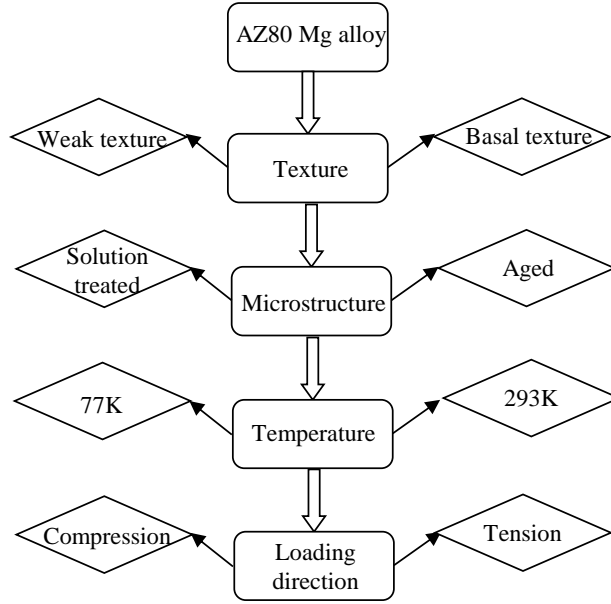 AZ80 Mg alloy
Weak texture
Texture
Basal texture
Solution
treated
Microstructure
Aged
77K
Temperature
293K
Compression
Loading
direction
Tension